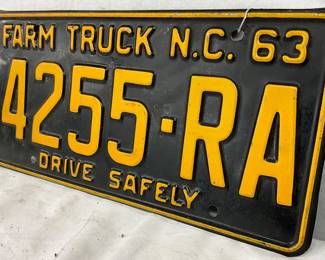 FARM TRUCK N.C. 63
4255-RA
DRIVE SAFELY